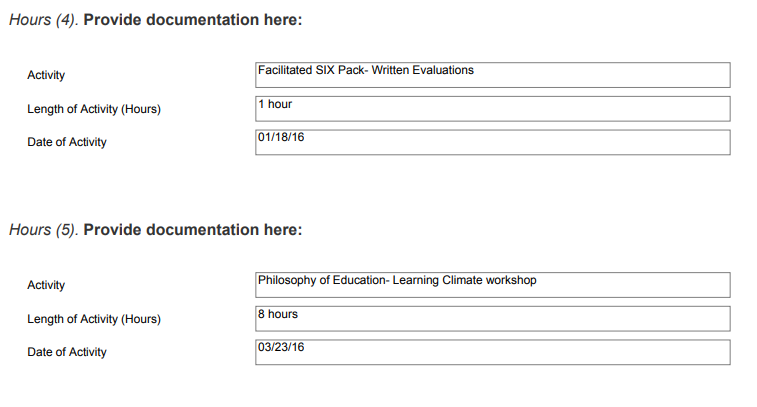 Hours (4). Provide documentation here:
Activity
Facilitated SIX Pack- Written Evaluations
Length of Activity (Hours)
1 hour
Date of Activity
01/18/16
Hours (5). Provide documentation here:
Activity
Philosophy of Education- Learning Climate workshop
Length of Activity (Hours)
8 hours
Date of Activity
03/23/16